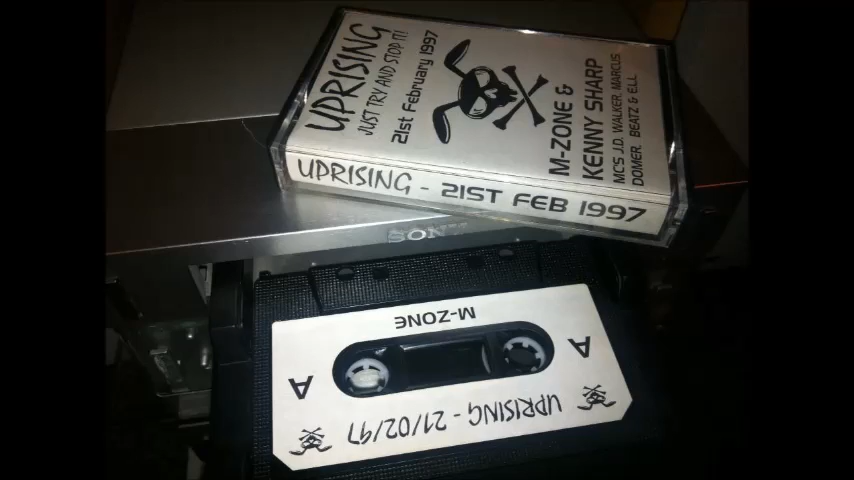 UPRISING
JUST TRY AND STOP IT!
21st February 1997
M-ZONE &
KENNY SHARP
MC'S J.D. WALKER. MARCUS.
DOMER. BEATZ & ELL
UPRISING - 21ST FEB 1997
SONY
M-ZONE
A A
UPRISING - 21/02/97